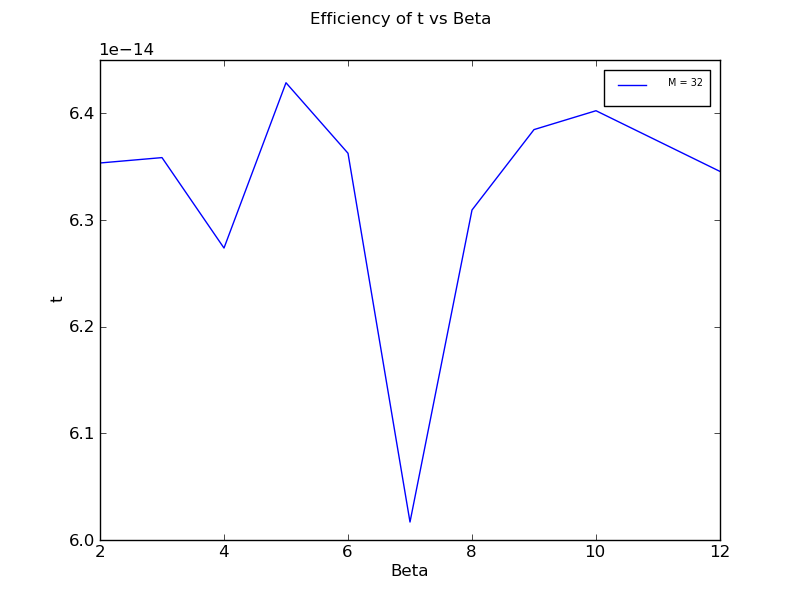 Efficiency of t vs Beta
1e−14
M = 32
6.4
6.3
6.2
6.1
6.0
t
2 4 6 8 10 12
Beta